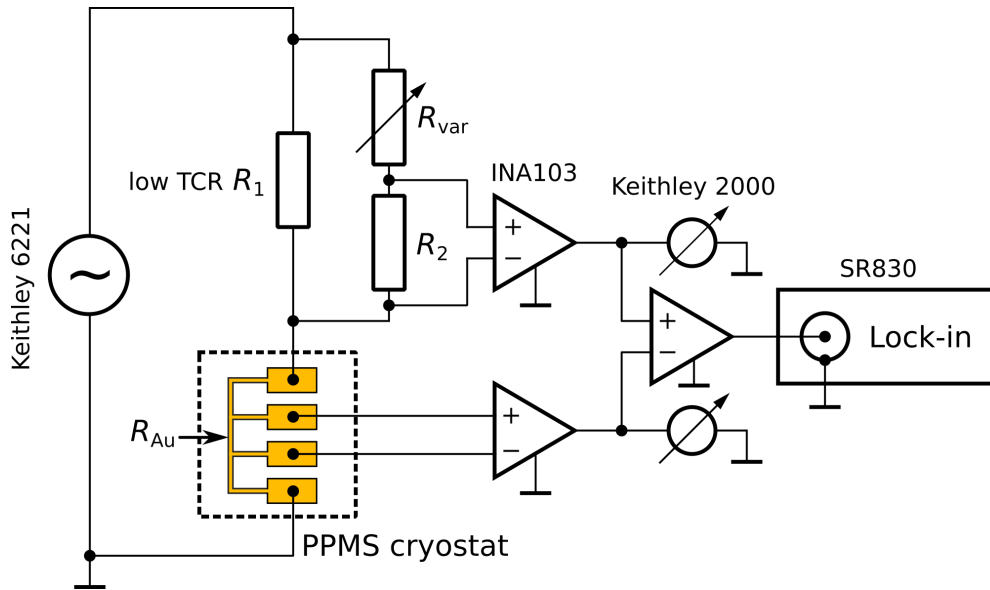 Rvar
low TCR R1
INA103
Keithley 2000
Keithley 6221
+
−
R2
SR830
~
+
−
Lock-in
RAu
+
−
PPMS cryostat